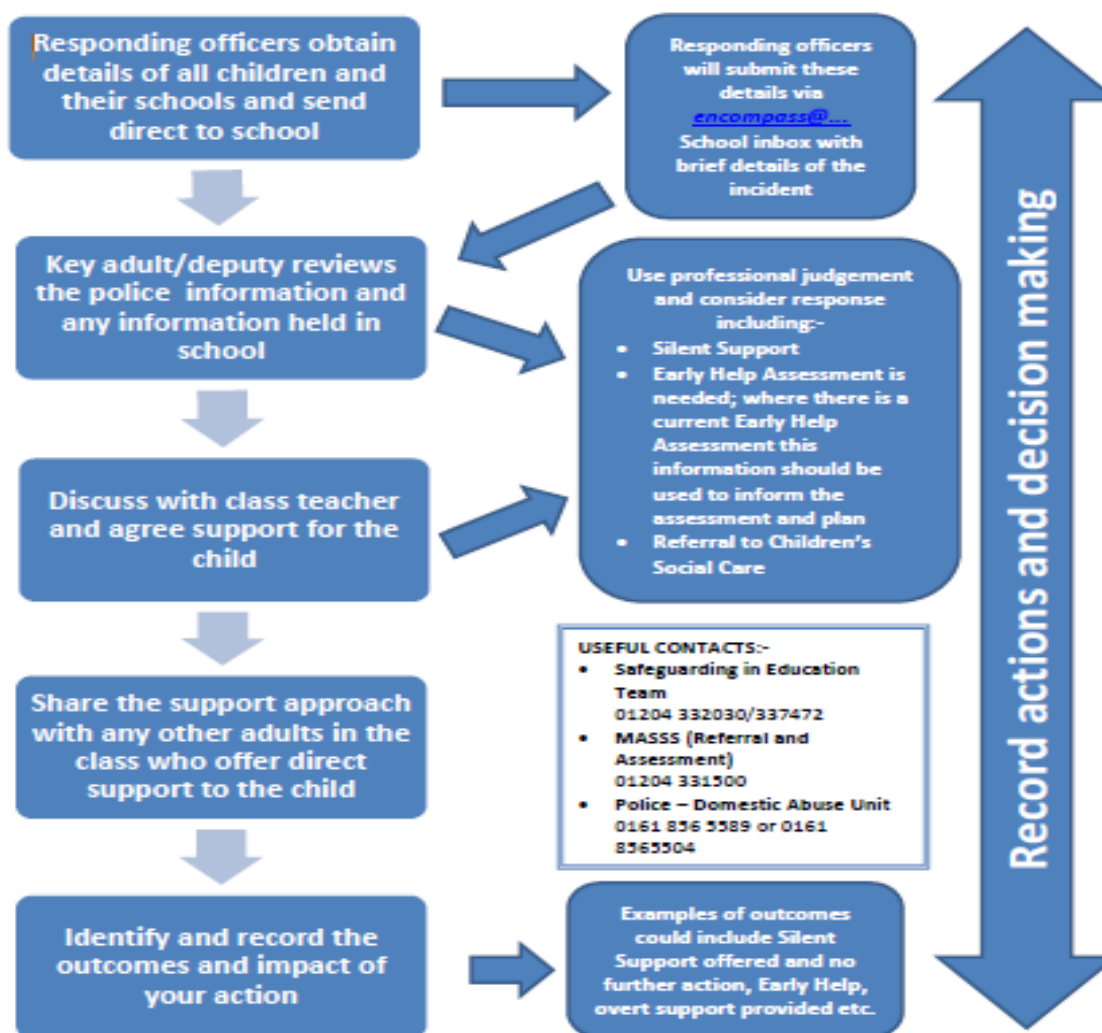 Responding officers obtain
details of all children and
their schools and send
direct to school
Responding officers
will submit these
details via
encompass@...
School inbox with
brief details of the
incident
Key adult/deputy reviews
the police information and
any information held in
school
Use professional judgement
and consider response
including:-
• Silent Support
• Early Help Assessment is
needed; where there is a
current Early Help
Assessment this
information should be
used to inform the
assessment and plan
• Referral to Children's
Social Care
Discuss with class teacher
and agree support for the
child
Share the support approach
with any other adults in the
class who offer direct
support to the child
USEFUL CONTACTS:-
• Safeguarding in Education
Team
01204 332030/337472
• MASSS (Referral and
Assessment)
01204 331500
• Police – Domestic Abuse Unit
0161 856 5589 or 0161
8565504
Identify and record the
outcomes and impact of
your action
Examples of outcomes
could include Silent
Support offered and no
further action, Early Help,
overt support provided etc.
Record actions and decision making